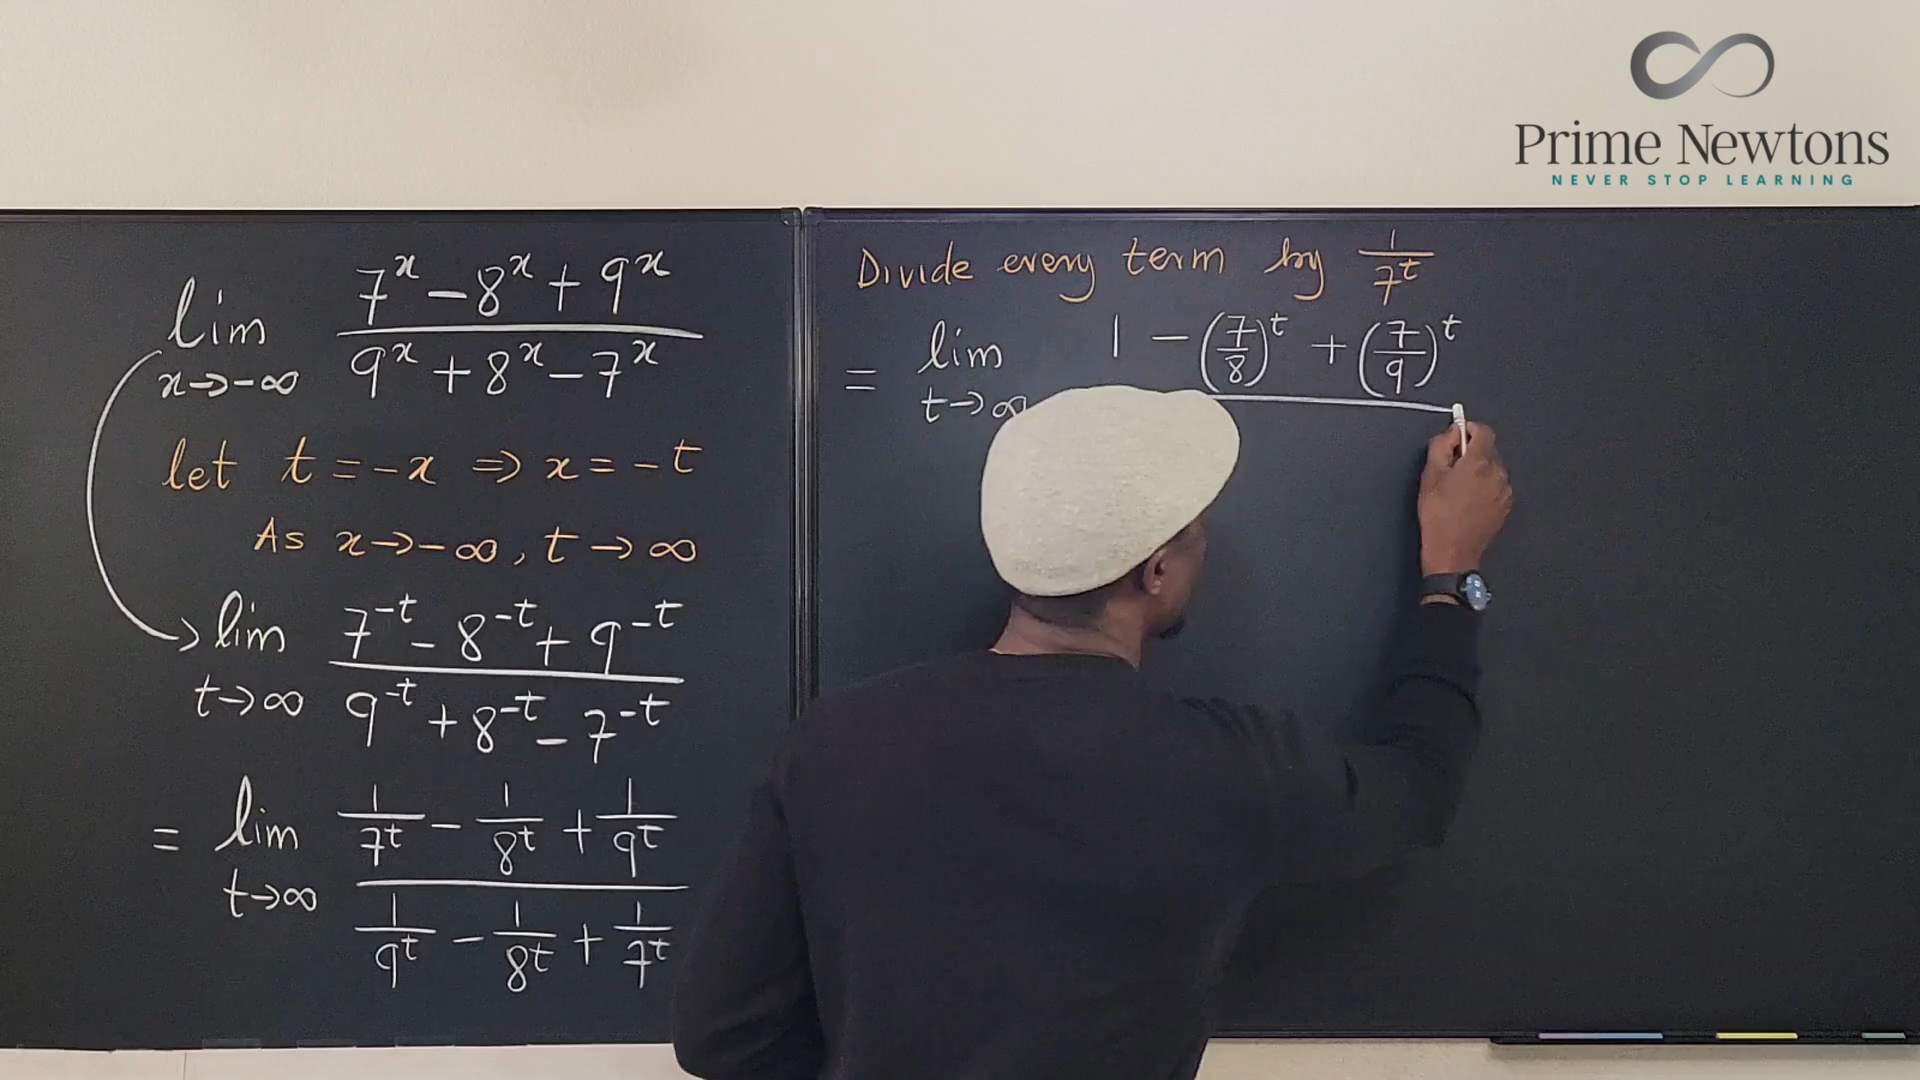 Prime Newtons
NEVER STOP LEARNING
lim x→-∞ (7^x - 8^x + 9^x)/(9^x + 8^x - 7^x)
let t = -x ⇒ x = -t
As x→-∞, t→∞
lim t→∞ (7^-t - 8^-t + 9^-t)/(9^-t + 8^-t - 7^-t)
= lim t→∞ (1/7^t - 1/8^t + 1/9^t)/(1/9^t - 1/8^t + 1/7^t)
Divide every term by 1/7^t
= lim t→∞ 1 - (7/8)^t + (7/9)^t